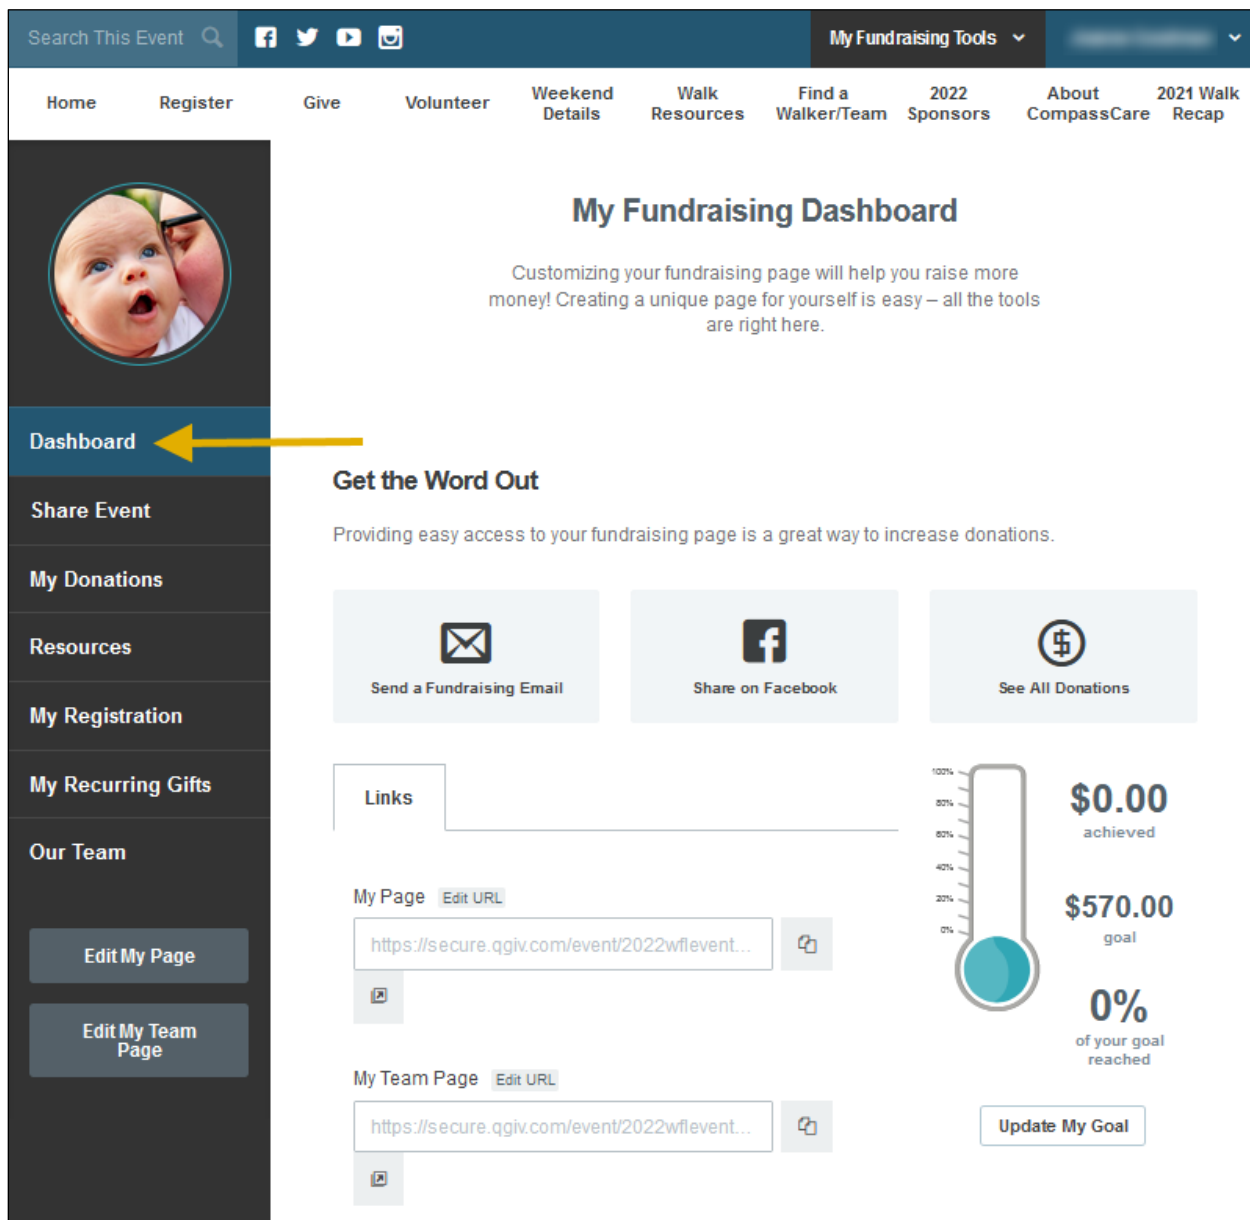 Search This Event
My Fundraising Tools
Home
Register
Give
Volunteer
Weekend
Details
Walk
Resources
Find a
Walker/Team
2022
Sponsors
About
CompassCare
2021 Walk
Recap
My Fundraising Dashboard
Customizing your fundraising page will help you raise more
money! Creating a unique page for yourself is easy – all the tools
are right here.
Dashboard
Share Event
My Donations
Resources
My Registration
My Recurring Gifts
Our Team
Edit My Page
Edit My Team
Page
Get the Word Out
Providing easy access to your fundraising page is a great way to increase donations.
Send a Fundraising Email
Share on Facebook
See All Donations
Links
My Page Edit URL
https://secure.qgiv.com/event/2022wflevent...
My Team Page Edit URL
https://secure.qgiv.com/event/2022wflevent...
100%
80%
60%
40%
20%
0%
$0.00
achieved
$570.00
goal
0%
of your goal
reached
Update My Goal